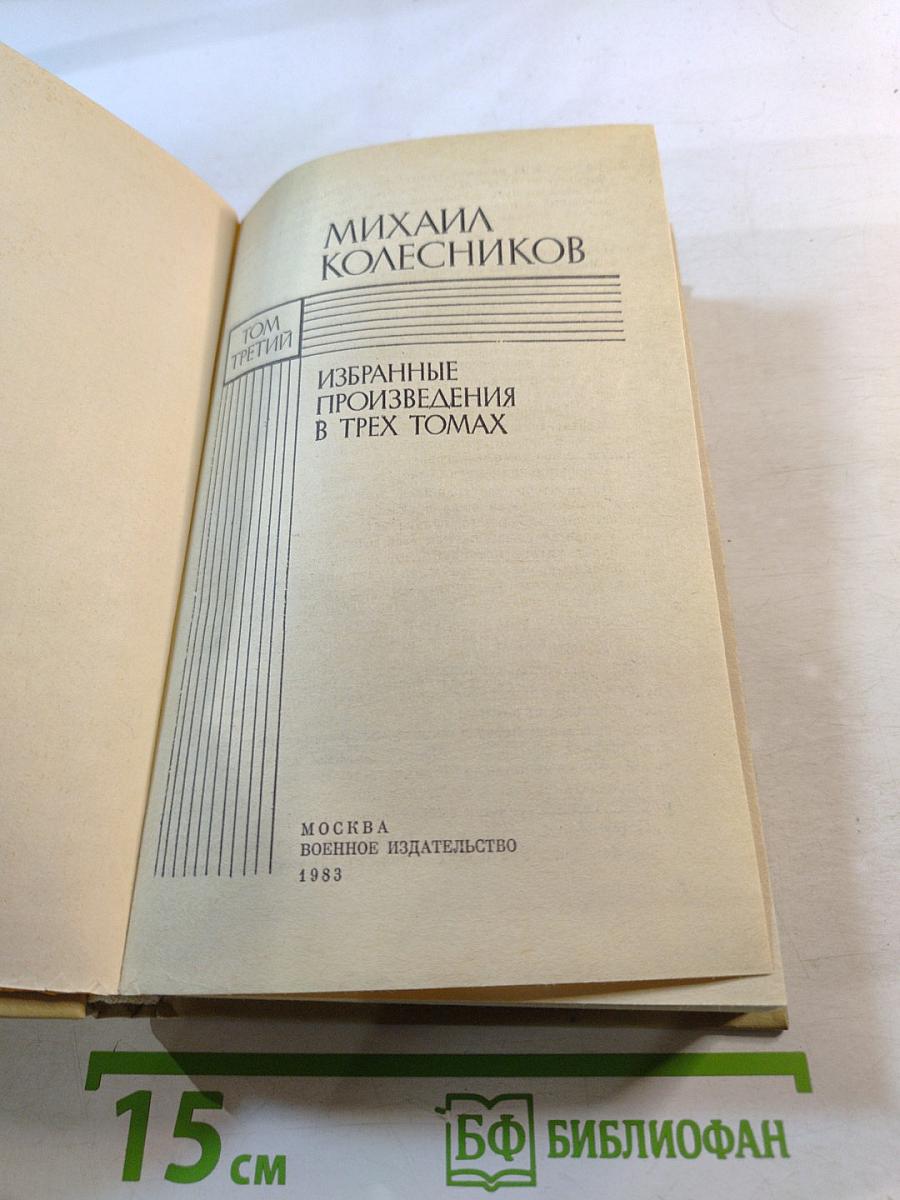 МИХАИЛ
КОЛЕСНИКОВ
ТОМ
ТРЕТИЙ
ИЗБРАННЫЕ
ПРОИЗВЕДЕНИЯ
В ТРЕХ ТОМАХ
МОСКВА
ВОЕННОЕ ИЗДАТЕЛЬСТВО
1983
15 см
БФ БИБЛИОФАН